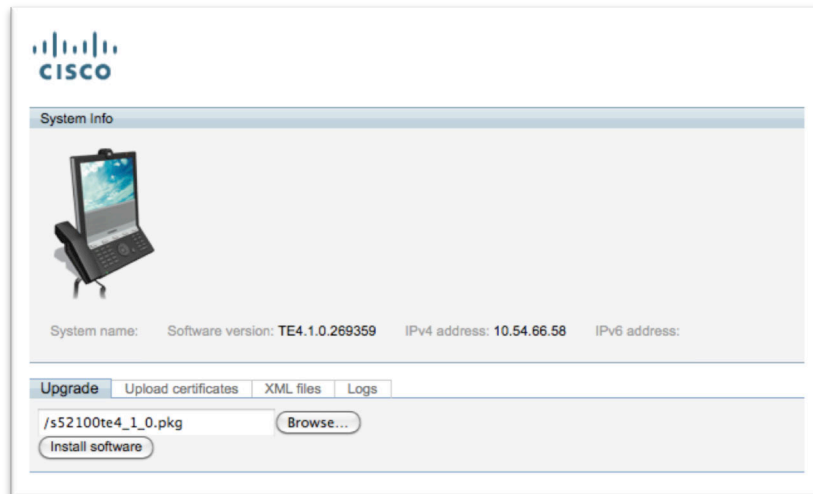 CISCO
System Info
System name: Software version: TE4.1.0.269359 IPv4 address: 10.54.66.58 IPv6 address:
Upgrade Upload certificates XML files Logs
/s52100te4_1_0.pkg Browse...
Install software